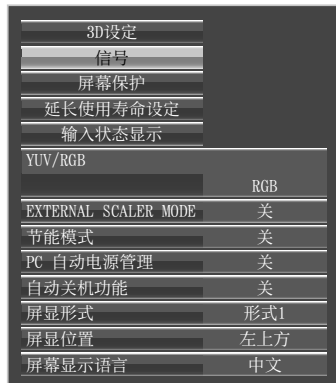 3D设定
信号
屏幕保护
延长使用寿命设定
输入状态显示
YUV/RGB
RGB
EXTERNAL SCALER MODE 关
节能模式 关
PC 自动电源管理 关
自动关机功能 关
屏显形式 形式1
屏显位置 左上方
屏幕显示语言 中文